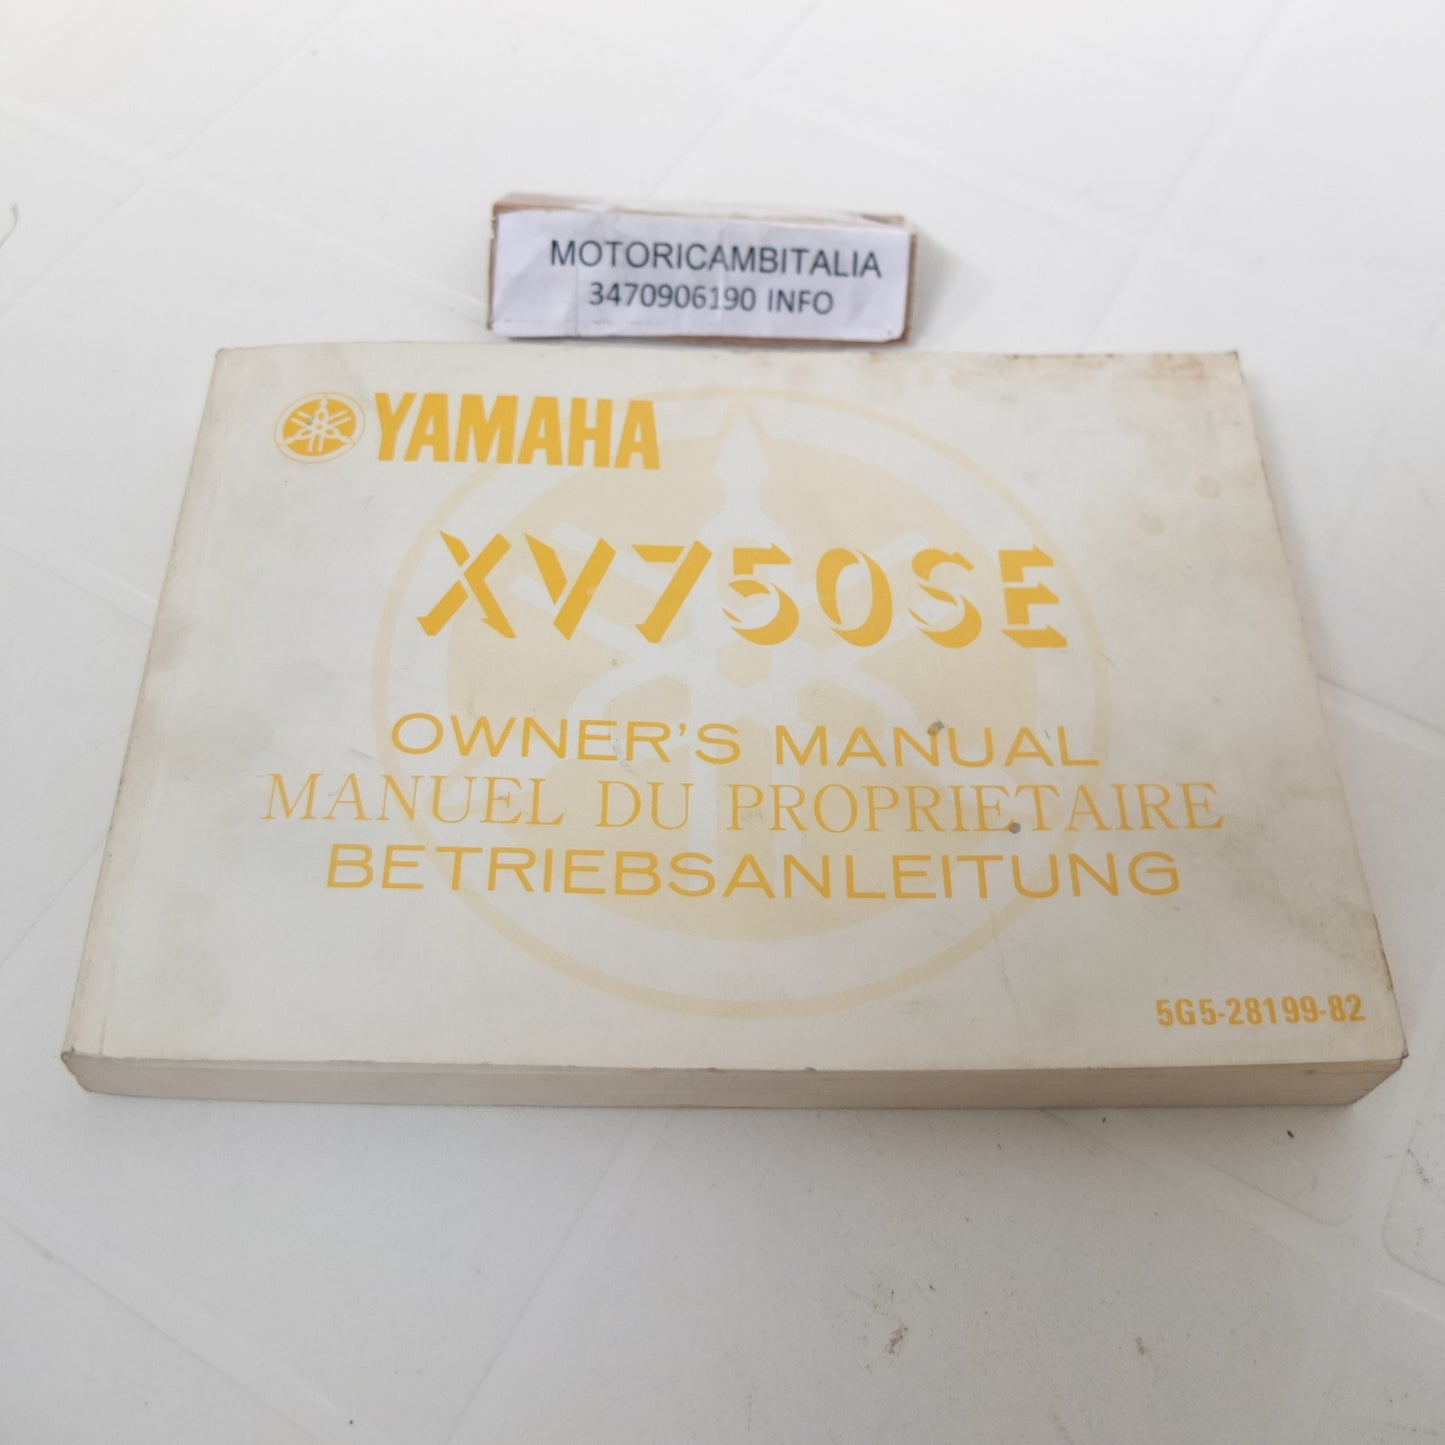 MOTORICAMBITALIA
3470906190 INFO
YAMAHA
XV750SE
OWNER'S MANUAL
MANUEL DU PROPRIETAIRE
BETRIEBSANLEITUNG
5G5-28199-82